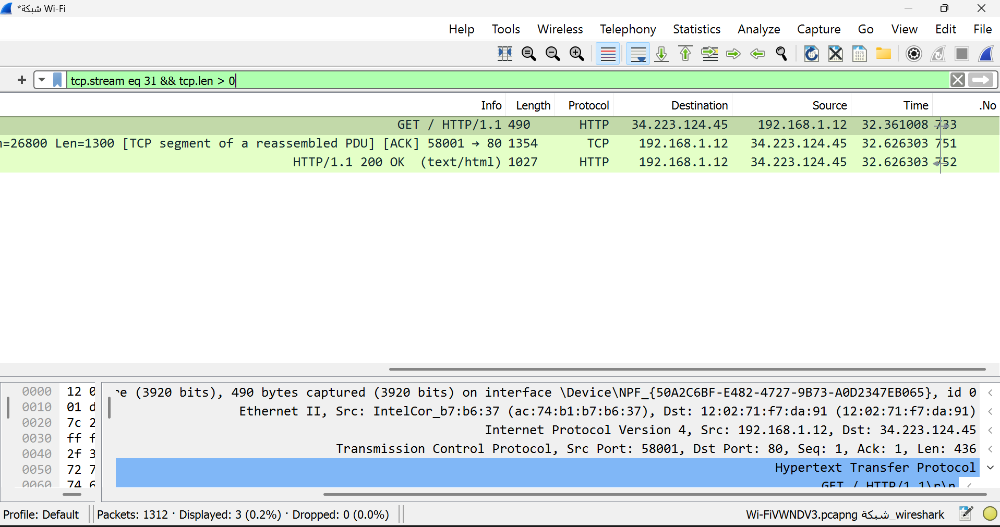 *شبكة Wi-Fi
Help Tools Wireless Telephony Statistics Analyze Capture Go View Edit File
tcp.stream eq 31 && tcp.len > 0
Info Length Protocol Destination Source Time .No
GET / HTTP/1.1 490 HTTP 34.223.124.45 192.168.1.12 32.361008 733
=26800 Len=1300 [TCP segment of a reassembled PDU] [ACK] 58001 → 80 1354 TCP 192.168.1.12 34.223.124.45 32.626303 751
HTTP/1.1 200 OK (text/html) 1027 HTTP 192.168.1.12 34.223.124.45 32.626303 752
0000 12 0
0010 01 d
0020 7c 2
0030 ff f
0040 2f 3
0050 72 7
0060 74 6
re (3920 bits), 490 bytes captured (3920 bits) on interface \Device\NPF_{50A2C6BF-E482-4727-9B73-A0D2347EB065}, id 0
Ethernet II, Src: IntelCor_b7:b6:37 (ac:74:b1:b7:b6:37), Dst: 12:02:71:f7:da:91 (12:02:71:f7:da:91)
Internet Protocol Version 4, Src: 192.168.1.12, Dst: 34.223.124.45
Transmission Control Protocol, Src Port: 58001, Dst Port: 80, Seq: 1, Ack: 1, Len: 436
Hypertext Transfer Protocol
GET / HTTP/1.1\r\n
Profile: Default Packets: 1312 · Displayed: 3 (0.2%) · Dropped: 0 (0.0%) Wi-FiVWNDV3.pcapng شبكة_wireshark